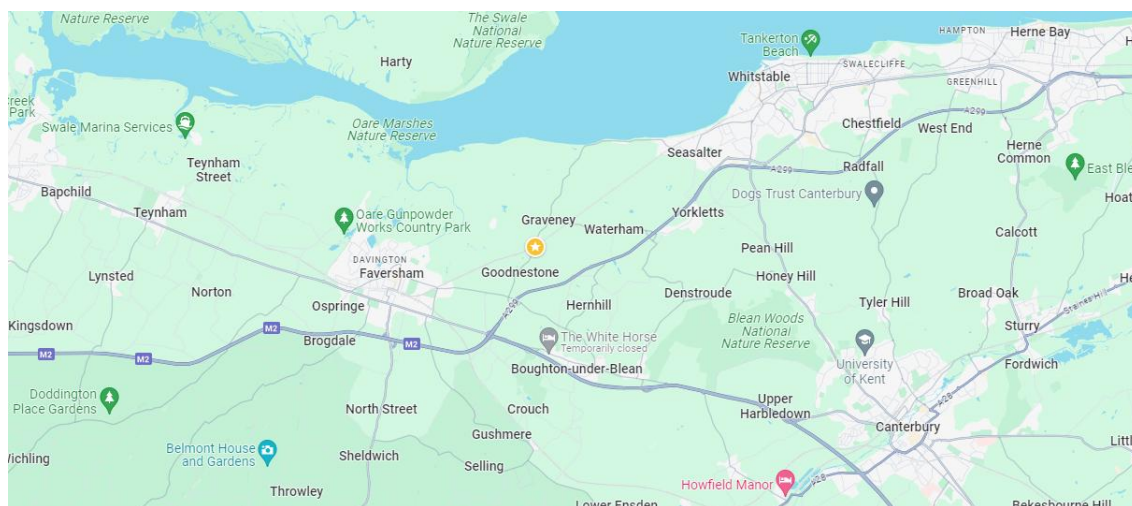 Nature Reserve
The Swale
National
Nature Reserve
Harty
HAMPTON
Herne Bay
Tankerton
Beach
SWALECLIFFE
Whitstable
GREENHILL
Creek
Park
Swale Marina Services
Oare Marshes
Nature Reserve
A299
Chestfield
West End
Teynham
Street
Seasalter
Herne
Common
Bapchild
A299
Radfall
East Ble
Dogs Trust Canterbury
Hoat
Teynham
Oare Gunpowder
Works Country Park
Graveney
Waterham
Yorkletts
Calcott
Pean Hill
DAVINGTON
Faversham
Goodnestone
Honey Hill
Lynsted
Norton
Ospringe
A299
Hernhill
Denstroude
Tyler Hill
Broad Oak
He
Kingsdown
M2
Brogdale
M2
M2
The White Horse
Temporarily closed
Blean Woods
National
Nature Reserve
Sturry
University
of Kent
Fordwich
Boughton-under-Blean
Doddington
Place Gardens
North Street
Crouch
Upper
Harbledown
A28
Canterbury
Gushmere
Belmont House
and Gardens
Sheldwich
Selling
Littl
Wichling
Throwley
Howfield Manor
A28
Lower Ensden
Bekesbourne Hill